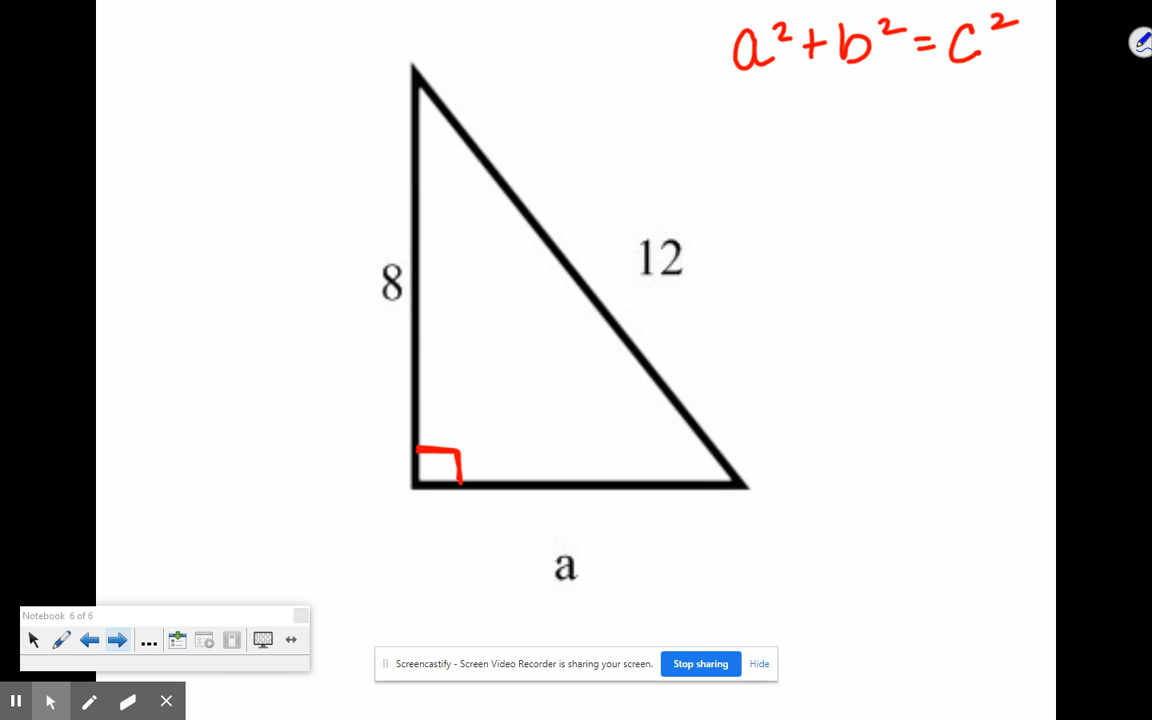 a² + b² = c²
8
12
a
Notebook 6 of 6
...
Screencastify - Screen Video Recorder is sharing your screen. Stop sharing Hide